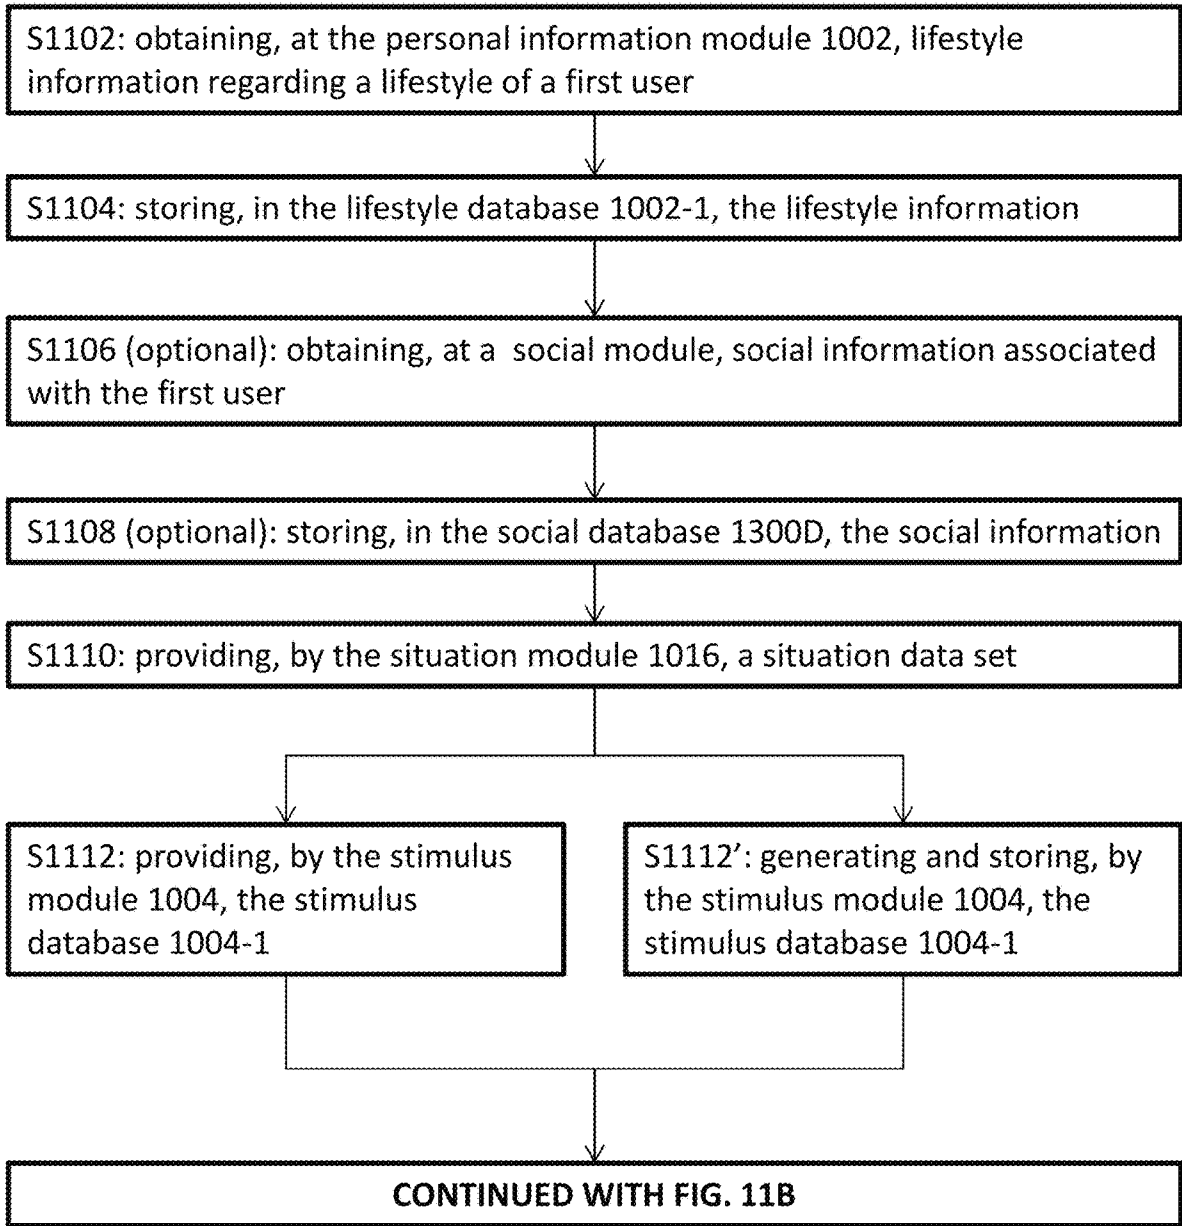 S1102: obtaining, at the personal information module 1002, lifestyle
information regarding a lifestyle of a first user
S1104: storing, in the lifestyle database 1002-1, the lifestyle information
S1106 (optional): obtaining, at a social module, social information associated
with the first user
S1108 (optional): storing, in the social database 1300D, the social information
S1110: providing, by the situation module 1016, a situation data set
S1112: providing, by the stimulus
module 1004, the stimulus
database 1004-1
S1112’: generating and storing, by
the stimulus module 1004, the
stimulus database 1004-1
CONTINUED WITH FIG. 11B